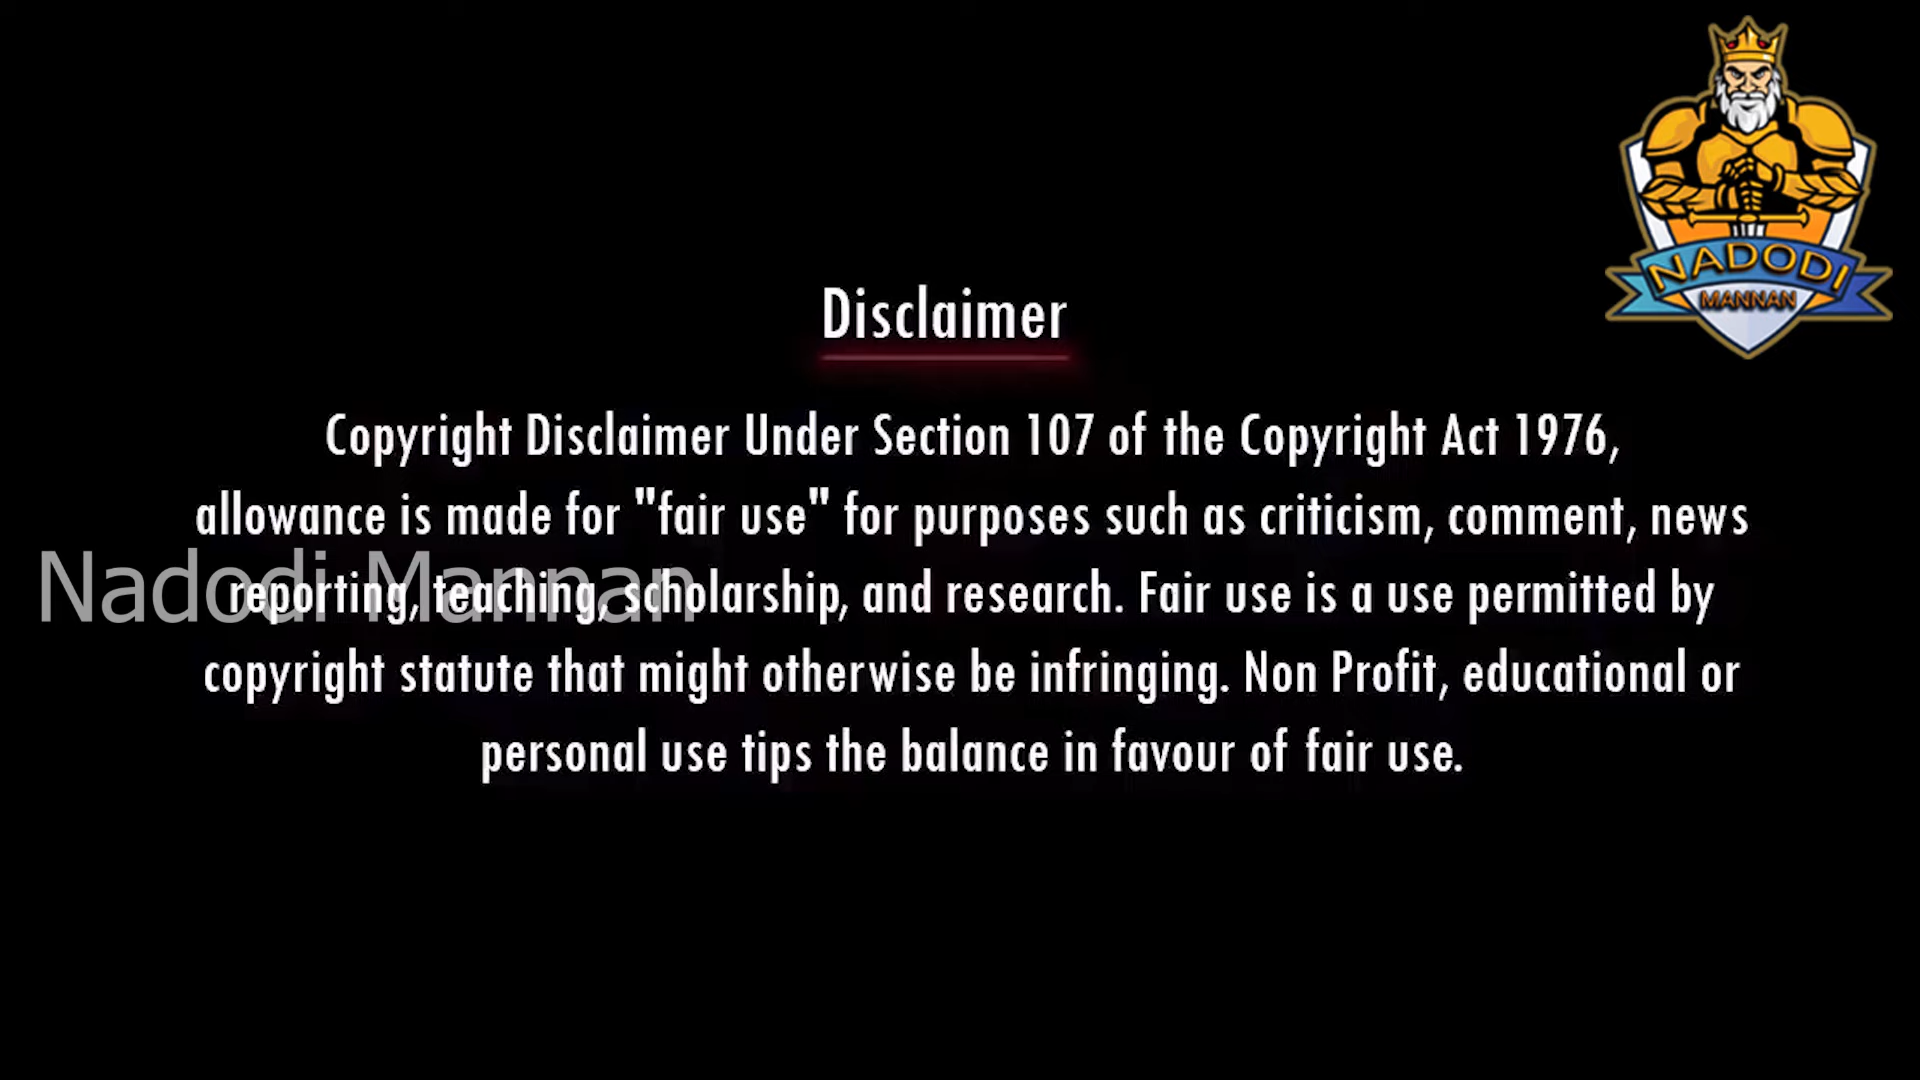 NADODI
MANNAN
Disclaimer
Copyright Disclaimer Under Section 107 of the Copyright Act 1976,
allowance is made for "fair use" for purposes such as criticism, comment, news
reporting, teaching, scholarship, and research. Fair use is a use permitted by
Nadodi Mannan
copyright statute that might otherwise be infringing. Non Profit, educational or
personal use tips the balance in favour of fair use.